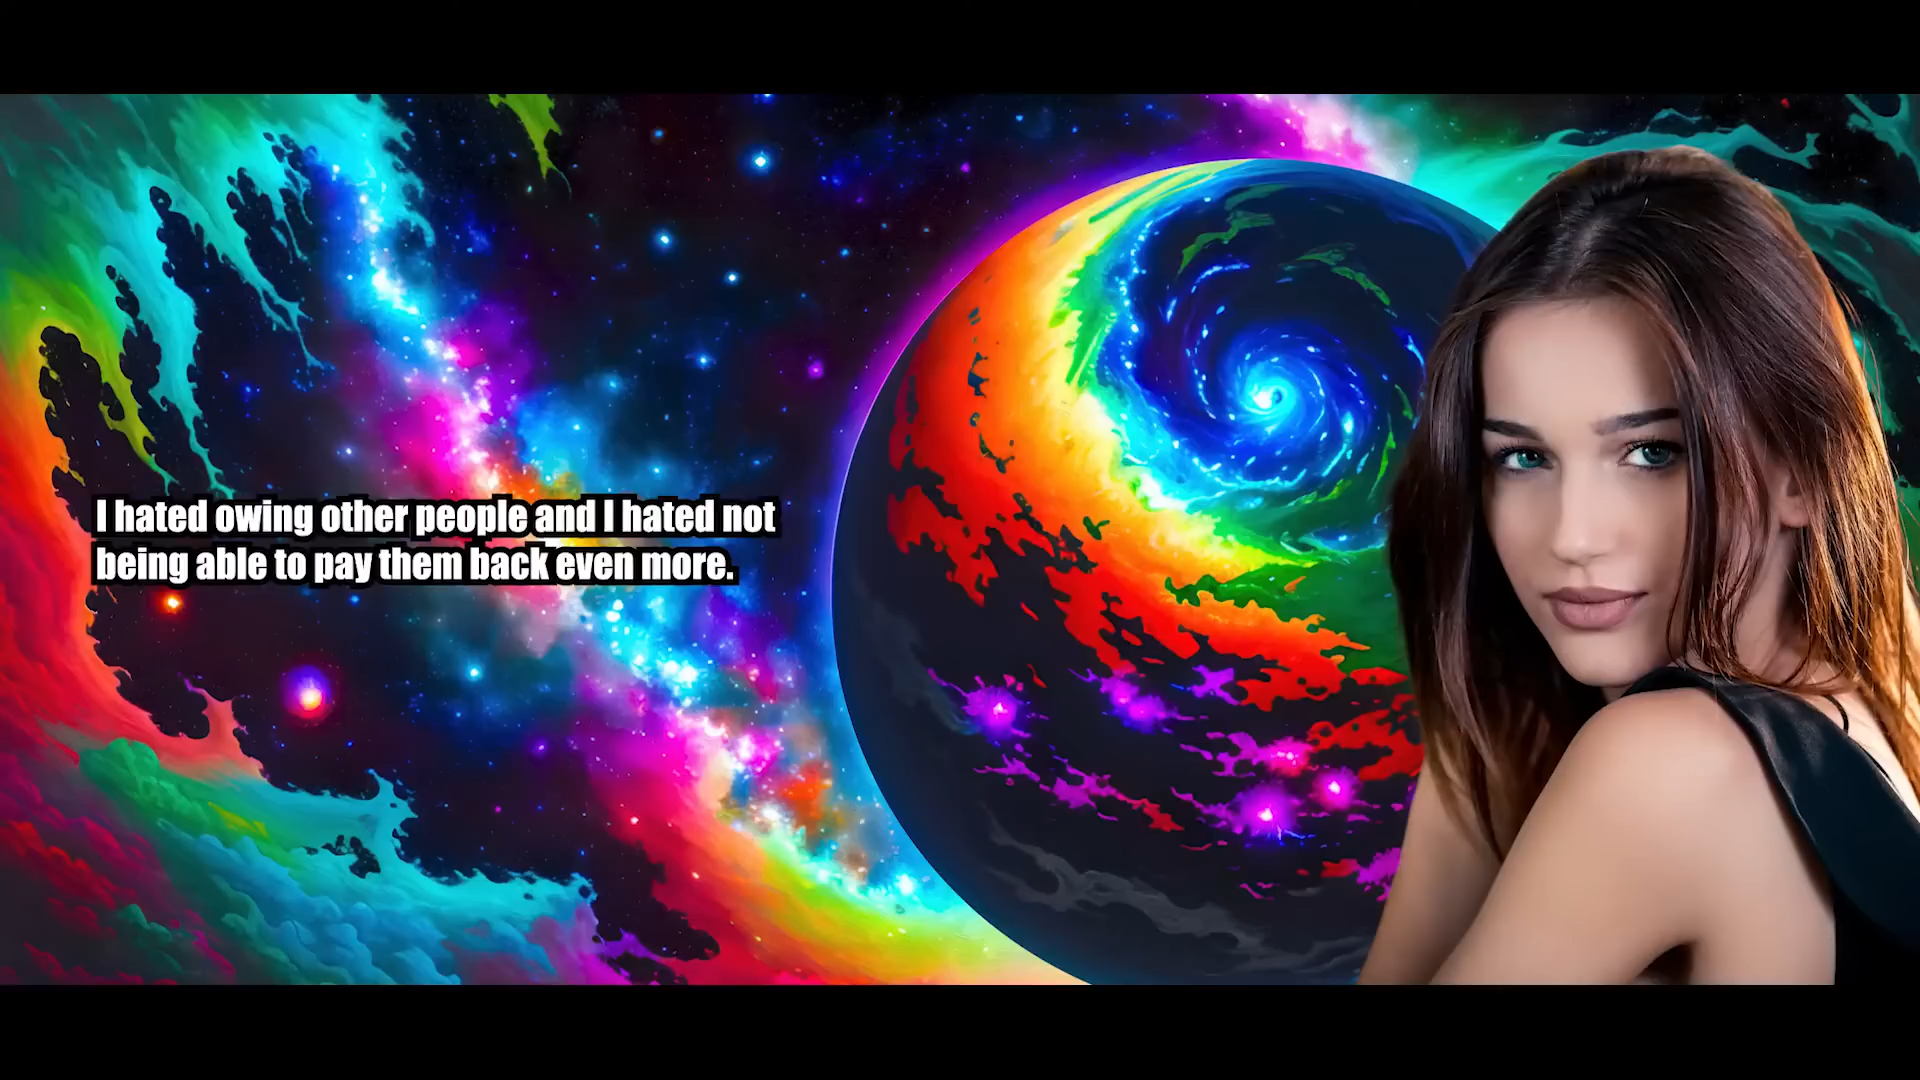 I hated owing other people and I hated not
being able to pay them back even more.